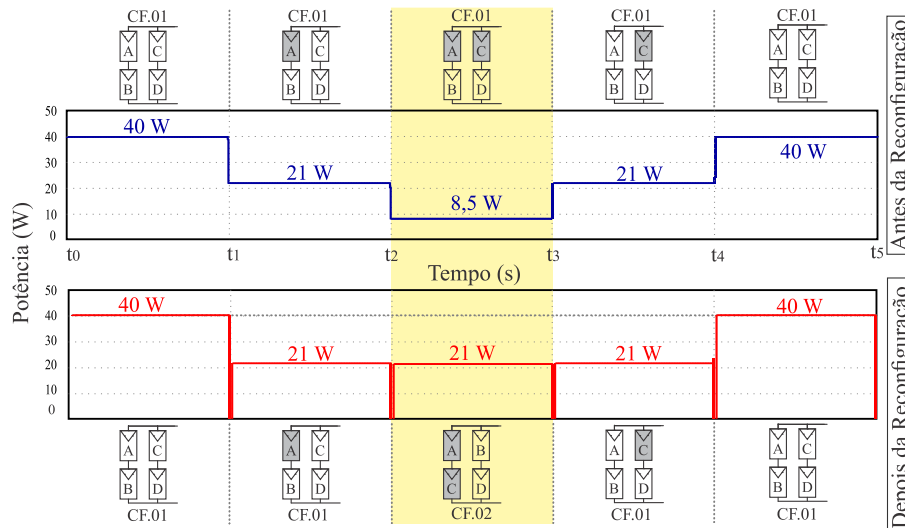 CF.01 CF.01 CF.01 CF.01 CF.01
A C A C A C A C A C
B D B D B D B D B D
Antes da Reconfiguração
Potência (W)
50
40
30
20
10
0
40 W
21 W
8,5 W
21 W
40 W
t0 t1 t2 t3 t4 t5
Tempo (s)
50
40
30
20
10
0
40 W
21 W
21 W
21 W
40 W
Depois da Reconfiguração
A C A C A B A C A C
B D B D C D B D B D
CF.01 CF.01 CF.02 CF.01 CF.01